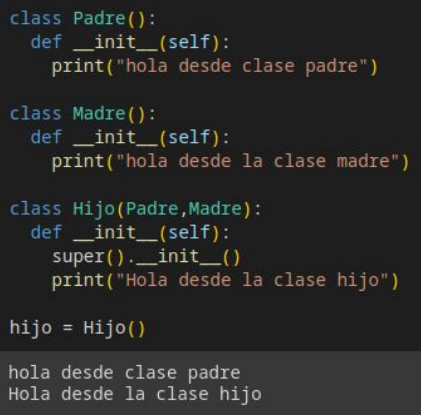 class Padre():
  def __init__(self):
    print("hola desde clase padre")
class Madre():
  def __init__(self):
    print("hola desde la clase madre")
class Hijo(Padre,Madre):
  def __init__(self):
    super().__init__()
    print("Hola desde la clase hijo")
hijo = Hijo()
hola desde clase padre
Hola desde la clase hijo